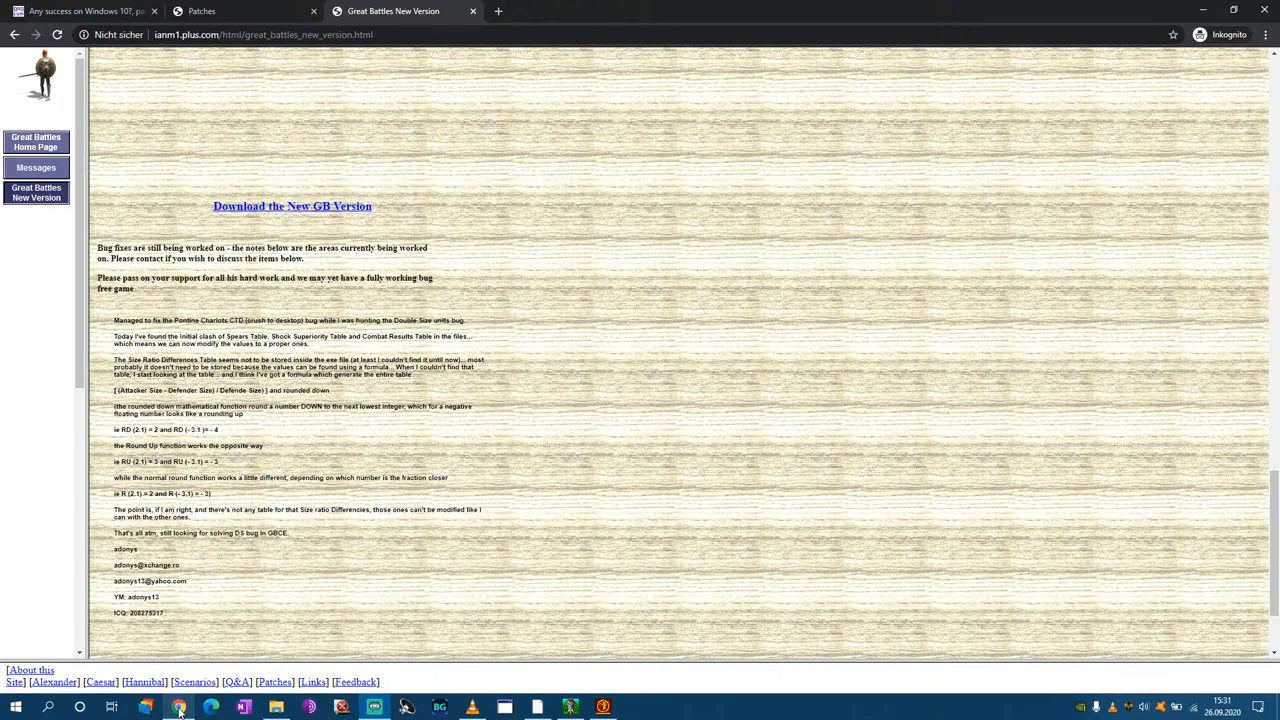 Any success on Windows 10?, pe
Patches
Great Battles New Version
Nicht sicher
ianm1.plus.com/html/great_battles_new_version.html
Inkognito
Great Battles
Home Page
Messages
Great Battles
New Version
Download the New GB Version
Bug fixes are still being worked on - the notes below are the areas currently being worked
on. Please contact if you wish to discuss the items below.
Please pass on your support for all his hard work and we may yet have a fully working bug
free game
Managed to fix the Pontine Chariots CTD (crush to desktop) bug while I was hunting the Double Size units bug.
Today I've found the Initial clash of Spears Table, Shock Superiority Table and Combat Results Table in the files...
which means we can now modify the values to a proper ones.
The Size Ratio Differences Table seems not to be stored inside the exe file (at least I couldn't find it until now)... most
probably it doesn't need to be stored because the values can be found using a formula... When I couldn't find that
table, I start looking at the table... and I think I've got a formula which generate the entire table
[ (Attacker Size - Defender Size) / Defende Size) ] and rounded down
(the rounded down mathematical function round a number DOWN to the next lowest integer, which for a negative
floating number looks like a rounding up
ie RD (2.1) = 2 and RD (- 3.1 )= - 4
the Round Up function works the opposite way
ie RU (2.1) = 3 and RU (- 3.1) = - 3
while the normal round function works a little different, depending on which number is the fraction closer
ie R (2.1) = 2 and R (- 3.1) = - 3)
The point is, if I am right, and there's not any table for that Size ratio Differencies, those ones can't be modified like I
can with the other ones.
That's all atm, still looking for solving D5 bug in GBCE.
adonys
adonys@xchange.ro
adonys13@yahoo.com
YM: adonys13
ICQ: 208275317
[About this
Site] [Alexander] [Caesar] [Hannibal] [Scenarios] [Q&A] [Patches] [Links] [Feedback]
BG
15:31
26.09.2020